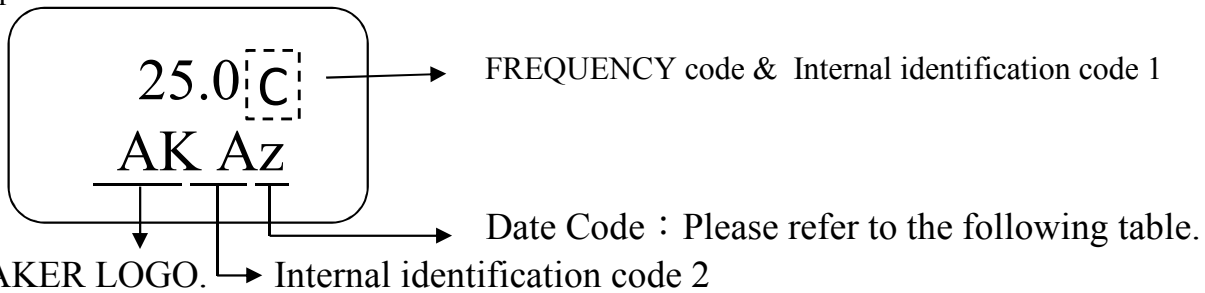 25.0 C
FREQUENCY code & Internal identification code 1
AK Az
Date Code：Please refer to the following table.
AKER LOGO.
Internal identification code 2